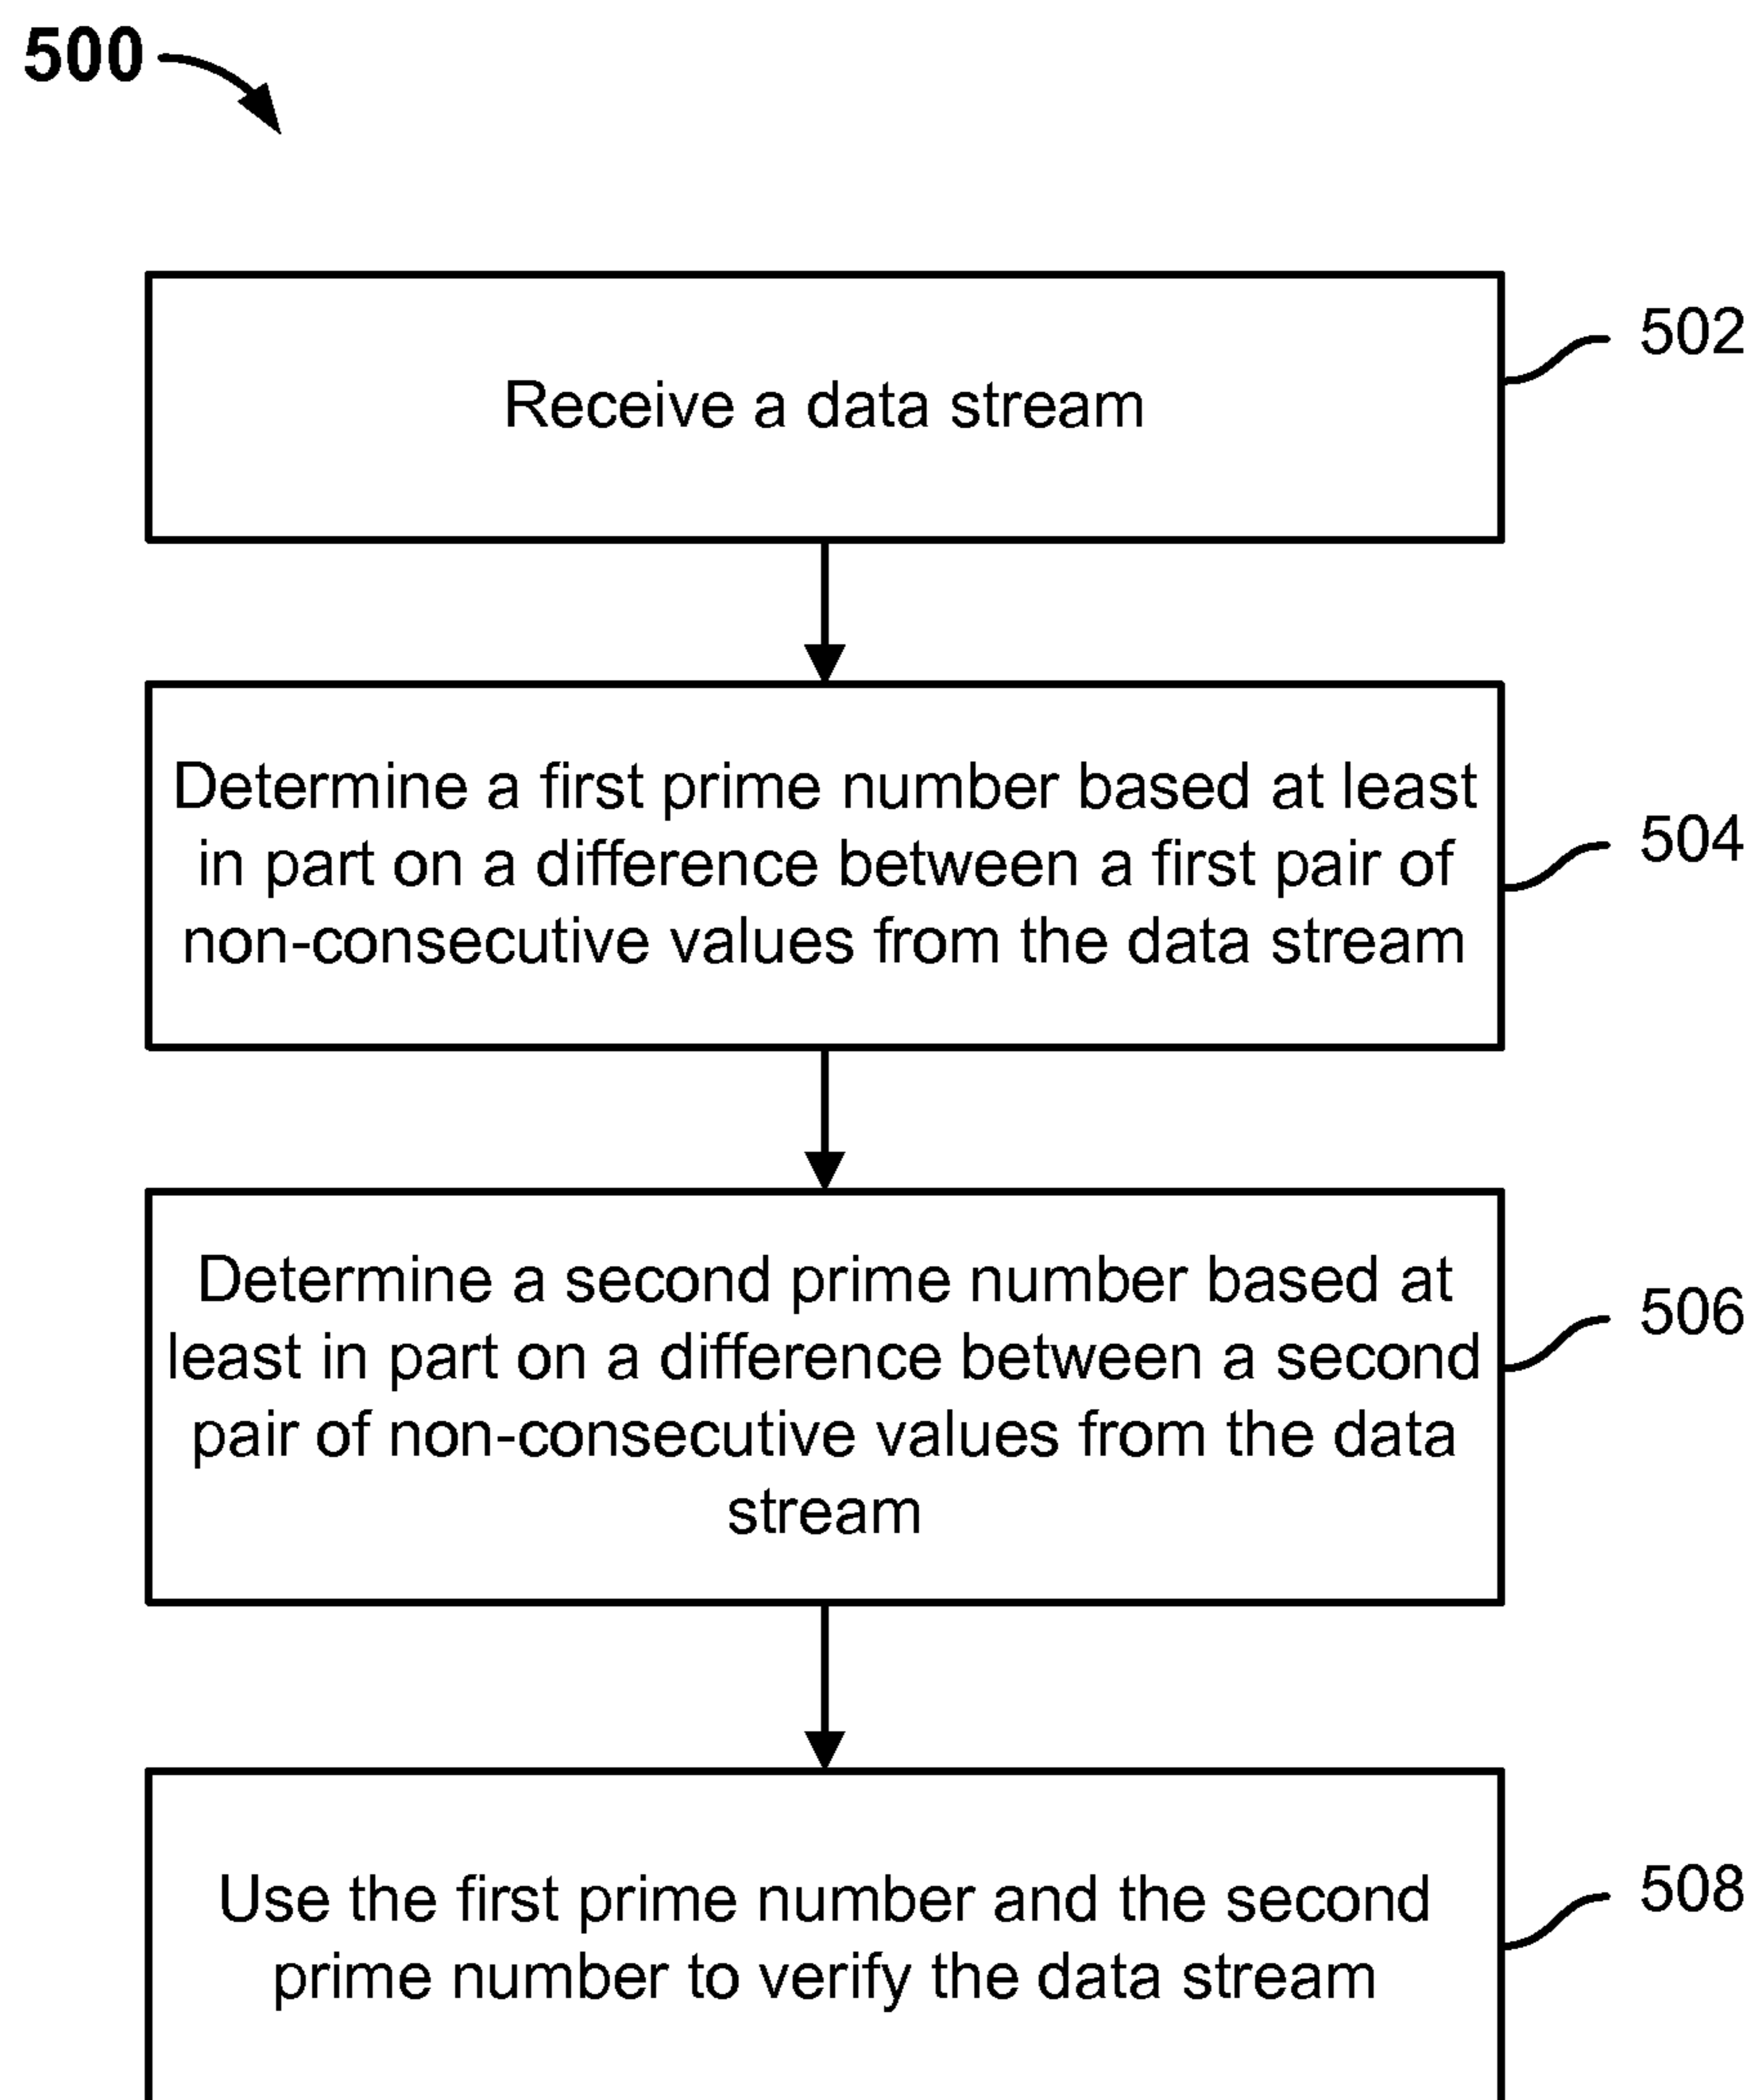 500
Receive a data stream
502
Determine a first prime number based at least
in part on a difference between a first pair of
non-consecutive values from the data stream
504
Determine a second prime number based at
least in part on a difference between a second
pair of non-consecutive values from the data
stream
506
Use the first prime number and the second
prime number to verify the data stream
508